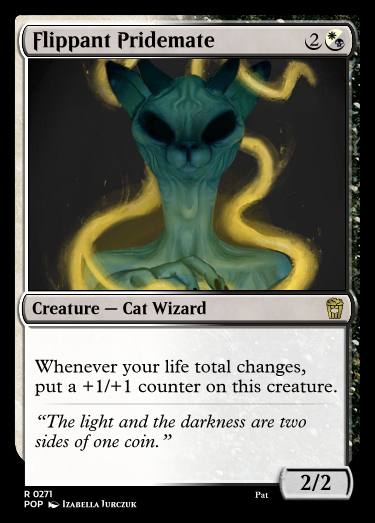 Flippant Pridemate 2
Creature — Cat Wizard
Whenever your life total changes,
put a +1/+1 counter on this creature.
“The light and the darkness are two
sides of one coin.”
2/2
R 0271
POP Izabella Jurczuk
Pat